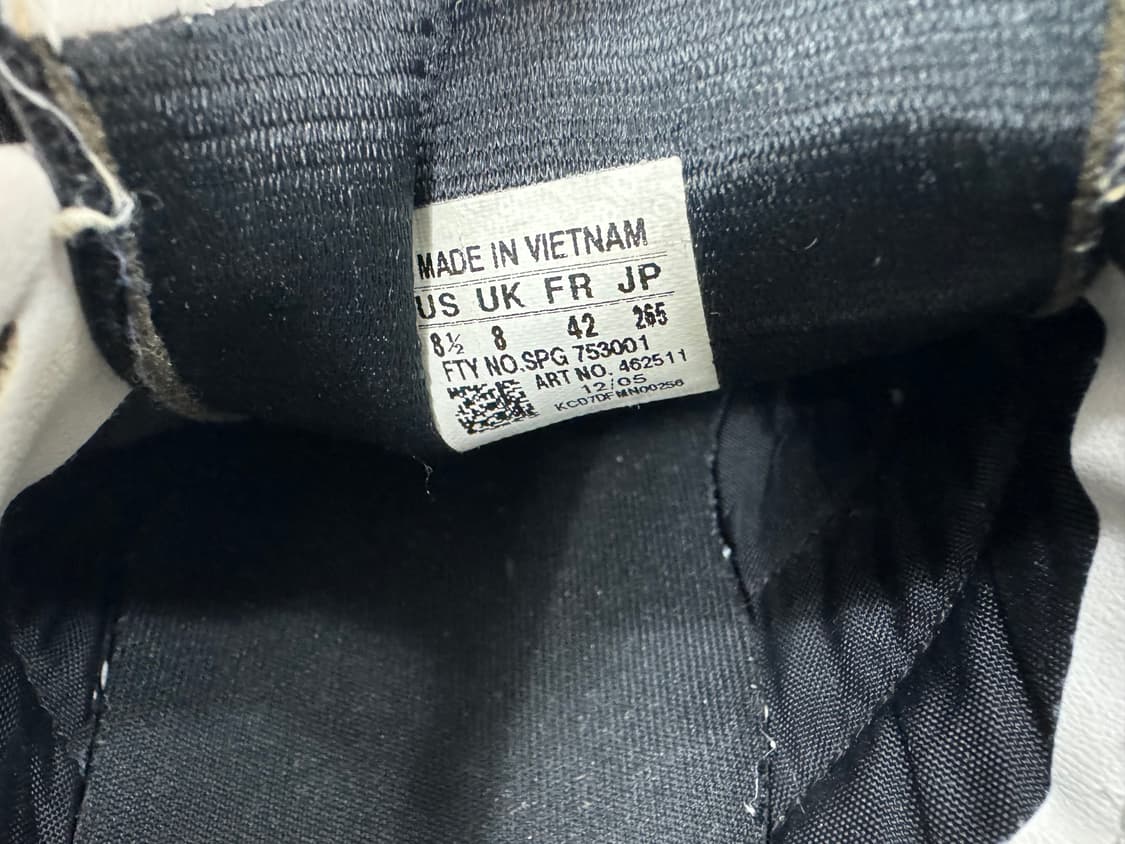 MADE IN VIETNAM
US UK FR JP
8½ 8 42 265
FTY NO.SPG 753001
ART NO. 462511
12/05
KCD7DFMN00256